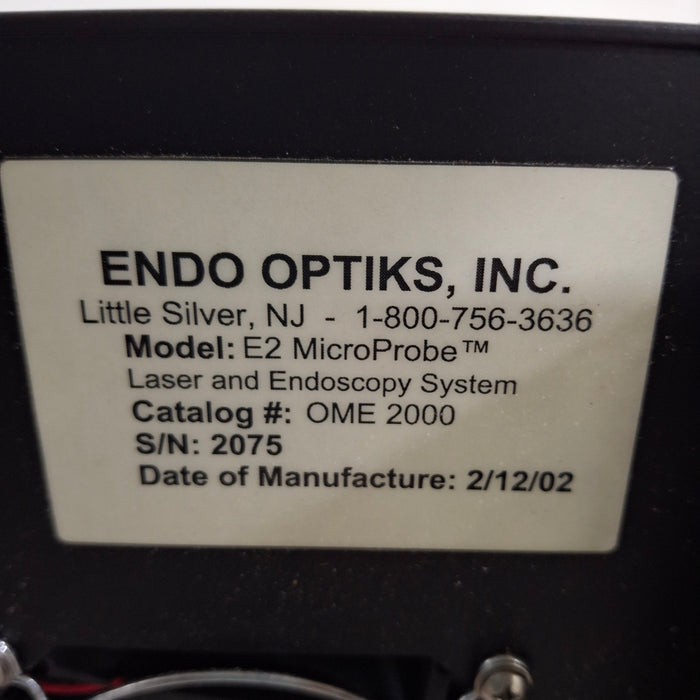 ENDO OPTIKS, INC.
Little Silver, NJ - 1-800-756-3636
Model: E2 MicroProbe™
Laser and Endoscopy System
Catalog #: OME 2000
S/N: 2075
Date of Manufacture: 2/12/02